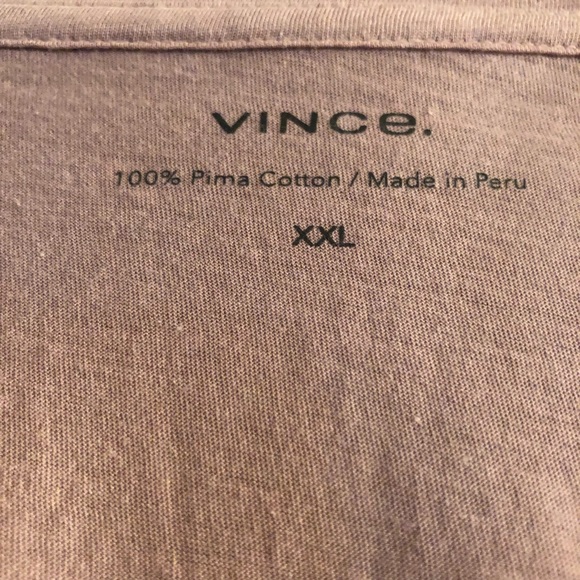 VINCe.
100% Pima Cotton / Made in Peru
XXL